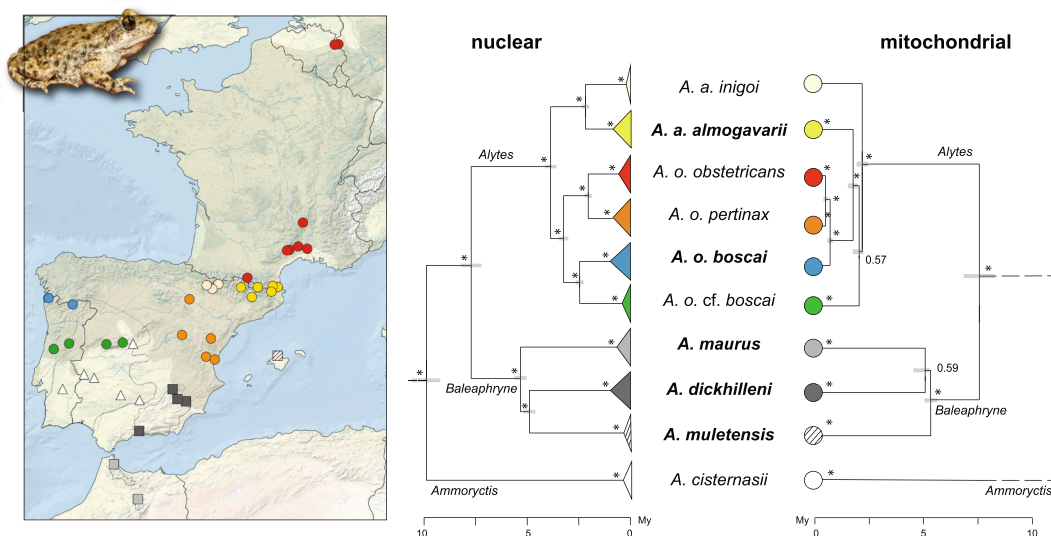 nuclear
mitochondrial
A. a. inigoi
A. a. almogavarii
A. o. obstetricans
A. o. pertinax
A. o. boscai
A. o. cf. boscai
A. maurus
A. dickhilleni
A. muletensis
A. cisternasii
Alytes
Baleaphryne
Ammoryctis
10
5
0
My
Alytes
0.57
0.59
Baleaphryne
Ammoryctis
My
0
5
10